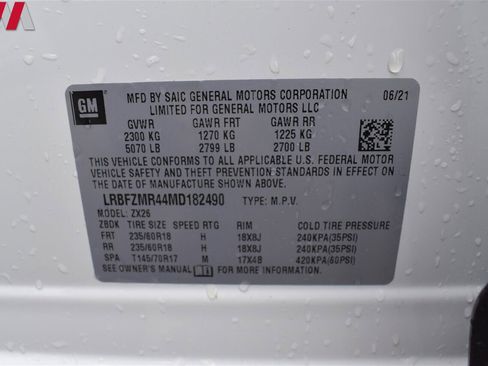 GM
MFD BY SAIC GENERAL MOTORS CORPORATION 06/21
LIMITED FOR GENERAL MOTORS LLC
GVWR GAWR FRT GAWR RR
2300 KG 1270 KG 1225 KG
5070 LB 2799 LB 2700 LB
THIS VEHICLE CONFORMS TO ALL APPLICABLE U.S. FEDERAL MOTOR
VEHICLE SAFETY AND THEFT PREVENTION STANDARDS IN EFFECT ON THE
DATE OF MANUFACTURE SHOWN ABOVE.
LRBFZMR44MD182490 TYPE: M.P.V.
MODEL: ZX26
ZBDK TIRE SIZE SPEED RTG RIM COLD TIRE PRESSURE
FRT 235/60R18 H 18X8J 240KPA(35PSI)
RR 235/60R18 H 18X8J 240KPA(35PSI)
SPA T145/70R17 M 17X4B 420KPA(60PSI)
SEE OWNER'S MANUAL FOR MORE INFORMATION.